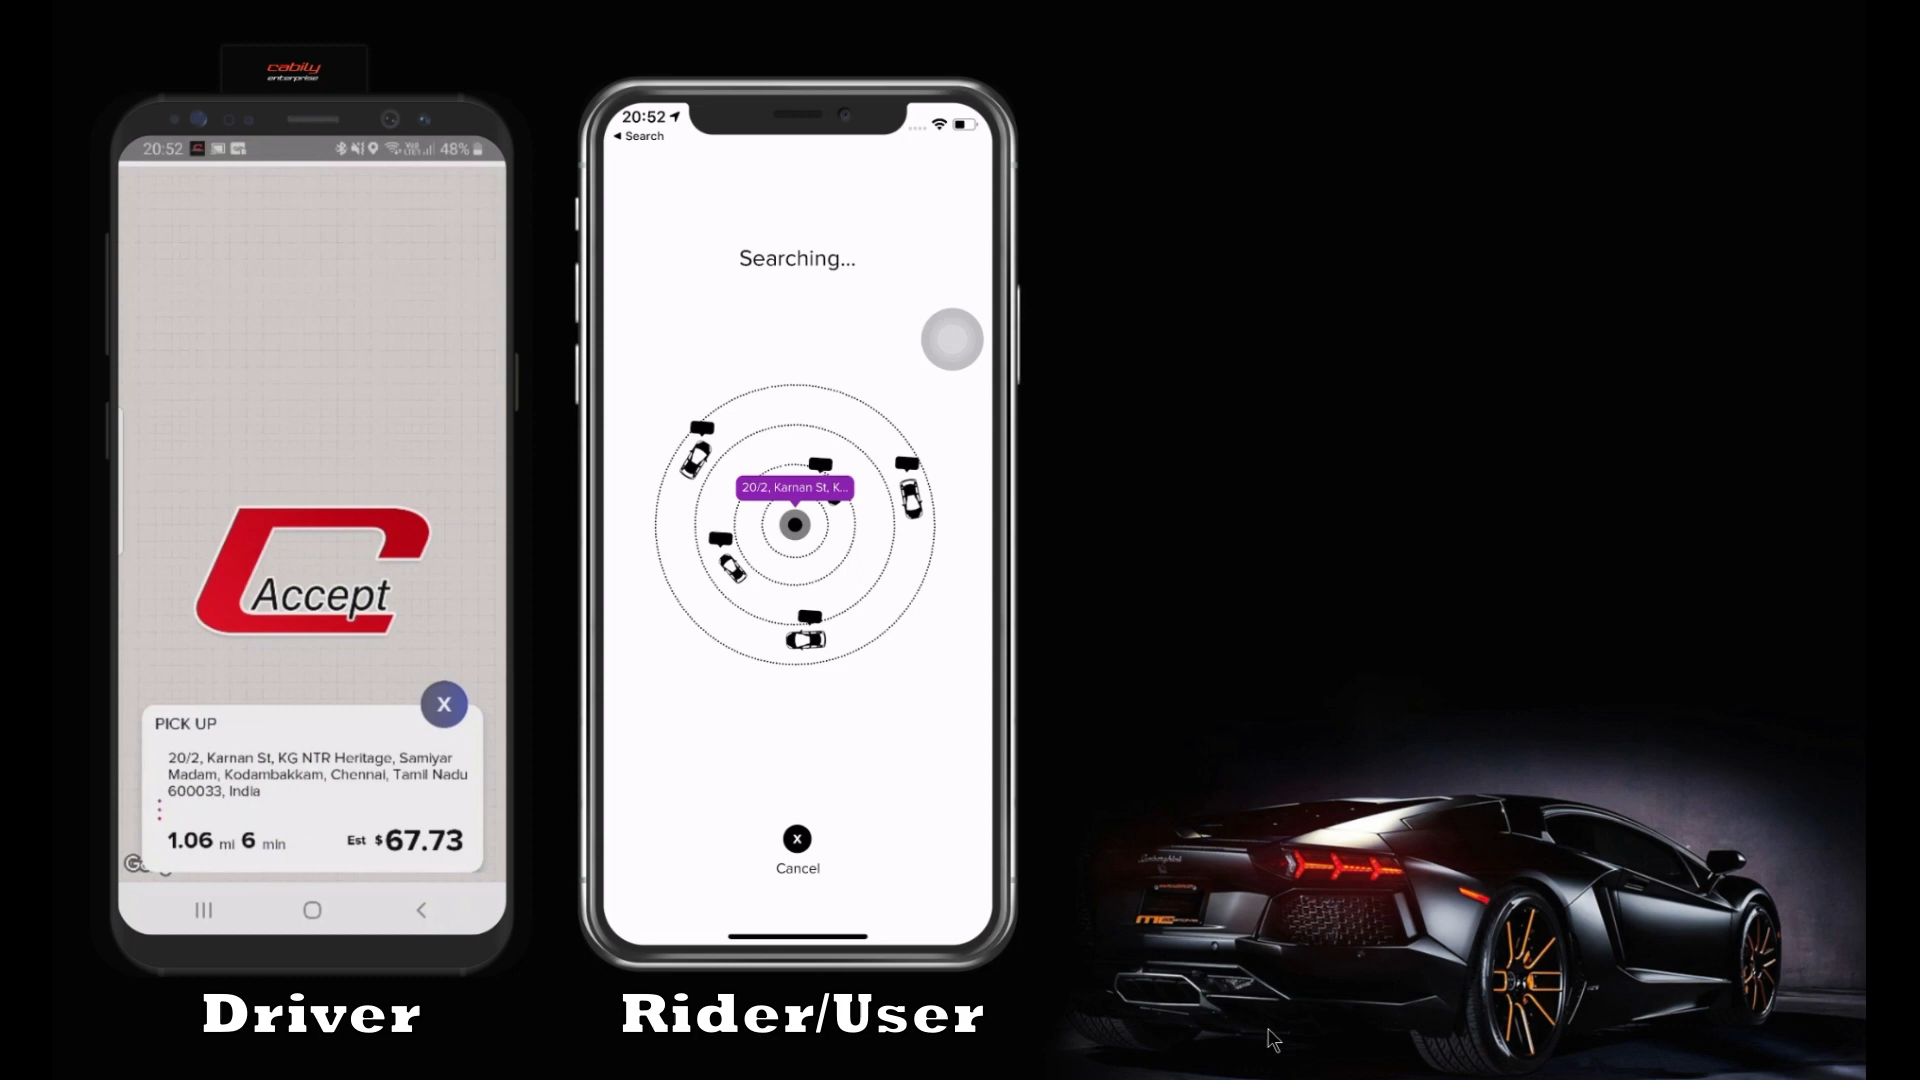 cabily
enterprise
20:52
48%
Accept
X
PICK UP
20/2, Karnan St, KG NTR Heritage, Samiyar
Madam, Kodambakkam, Chennai, Tamil Nadu
600033, India
1.06 mi 6 min
Est $67.73
Driver
20:52
Search
Searching...
20/2, Karnan St, K...
X
Cancel
Rider/User
Lamborghini